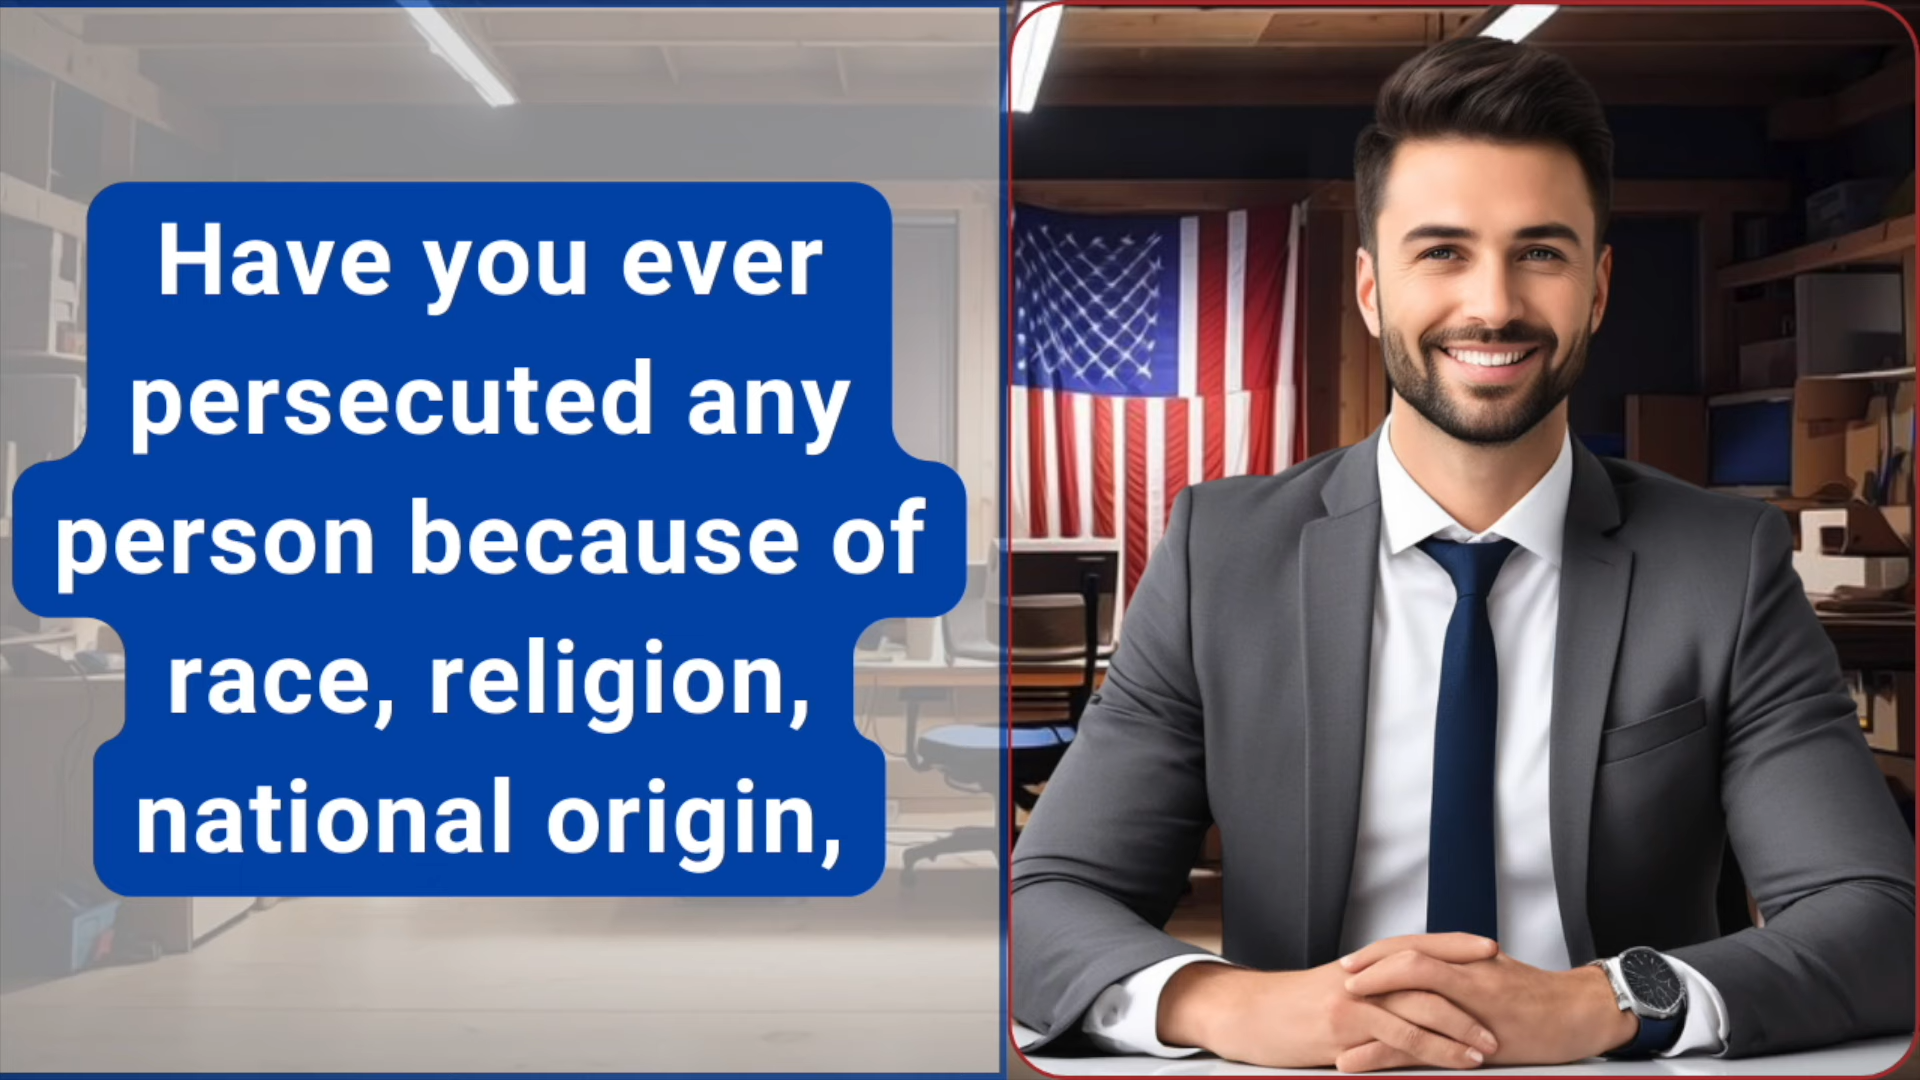 Have you ever
persecuted any
person because of
race, religion,
national origin,